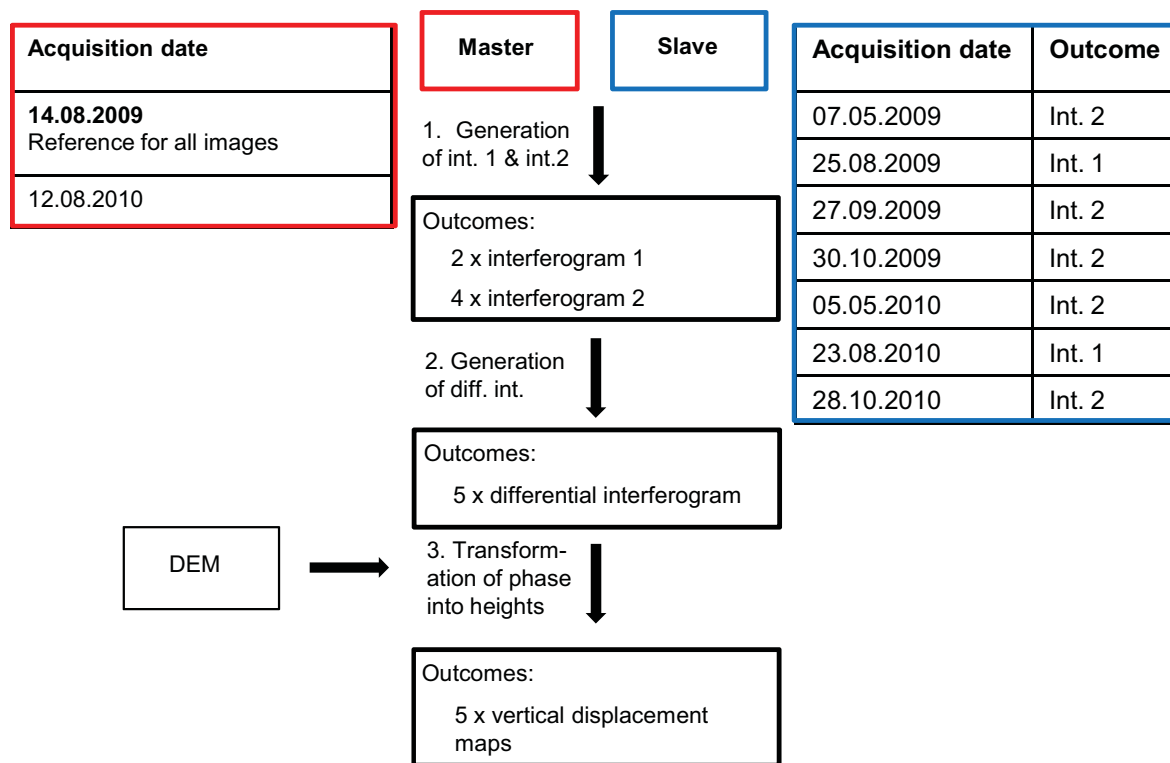 Acquisition date
14.08.2009
Reference for all images
12.08.2010
Master
Slave
1. Generation
of int. 1 & int.2
Outcomes:
2 x interferogram 1
4 x interferogram 2
2. Generation
of diff. int.
Outcomes:
5 x differential interferogram
DEM
3. Transform-
ation of phase
into heights
Outcomes:
5 x vertical displacement
maps
Acquisition date Outcome
07.05.2009 Int. 2
25.08.2009 Int. 1
27.09.2009 Int. 2
30.10.2009 Int. 2
05.05.2010 Int. 2
23.08.2010 Int. 1
28.10.2010 Int. 2